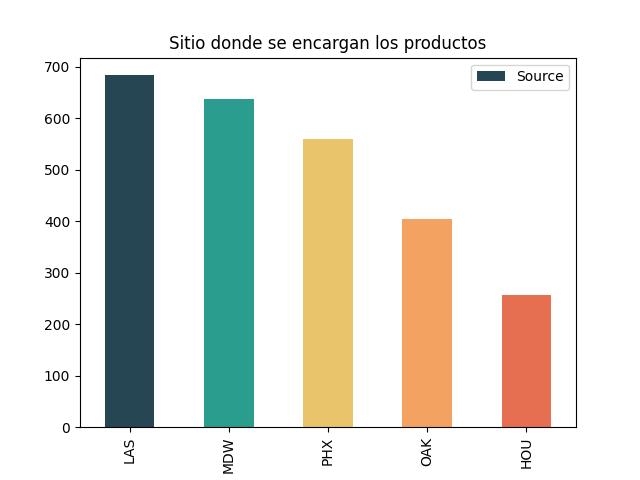 Sitio donde se encargan los productos
Source
700
600
500
400
300
200
100
0
LAS
MDW
PHX
OAK
HOU